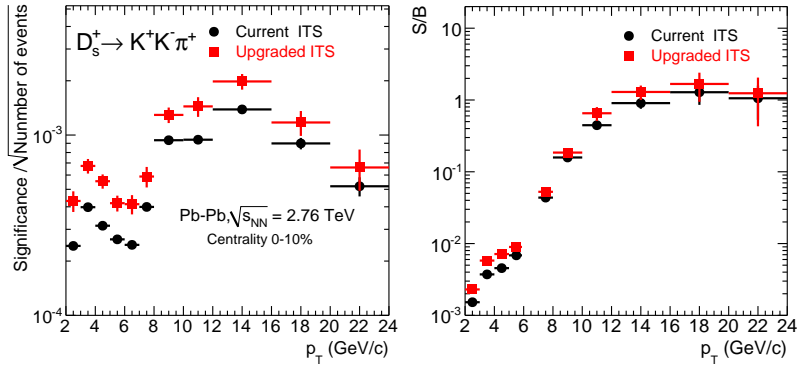 Significance /√Nunmber of events
D_s^+ → K^+K^-π^+
Current ITS
Upgraded ITS
Pb-Pb,√s_NN = 2.76 TeV
Centrality 0-10%
10^-3
10^-4
2 4 6 8 10 12 14 16 18 20 22 24
p_T (GeV/c)
S/B
Current ITS
Upgraded ITS
10
1
10^-1
10^-2
10^-3
2 4 6 8 10 12 14 16 18 20 22 24
p_T (GeV/c)